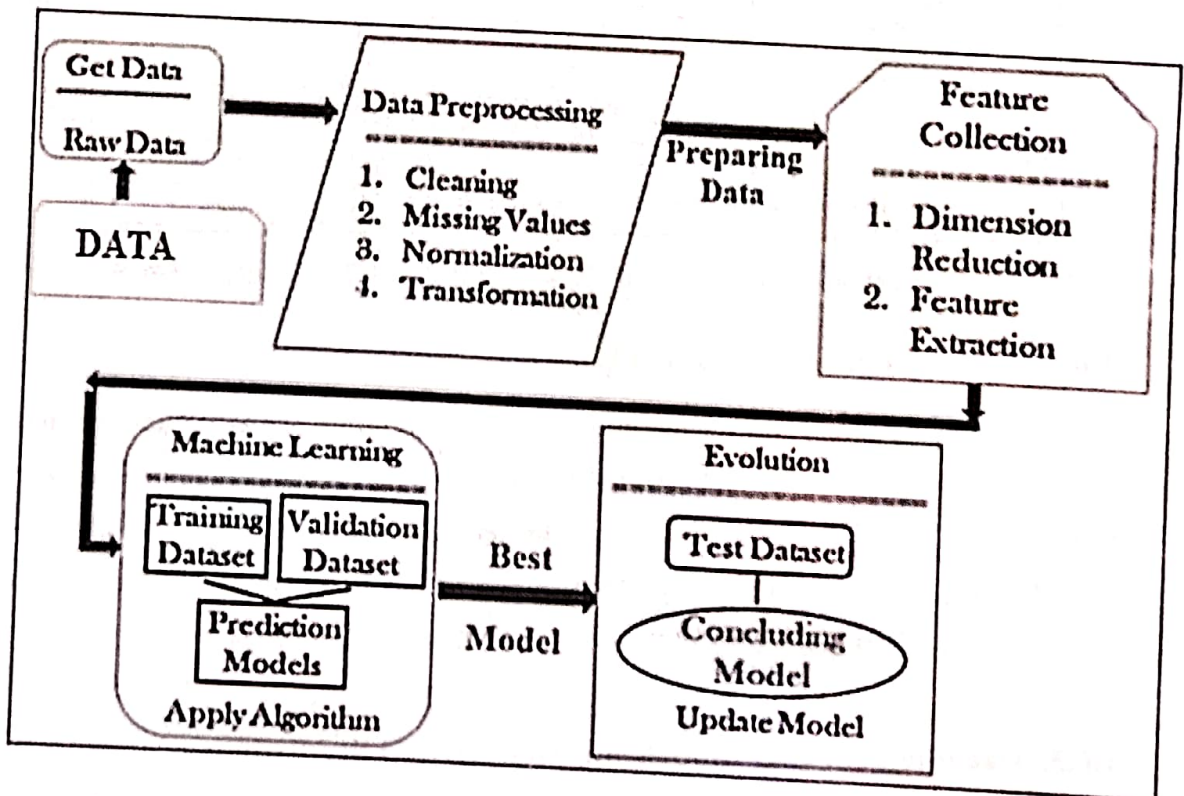 Get Data
Raw Data
DATA
Data Preprocessing
1. Cleaning
2. Missing Values
3. Normalization
4. Transformation
Preparing
Data
Feature
Collection
1. Dimension
Reduction
2. Feature
Extraction
Machine Learning
Training
Dataset
Validation
Dataset
Prediction
Models
Apply Algorithm
Best
Model
Evolution
Test Dataset
Concluding
Model
Update Model